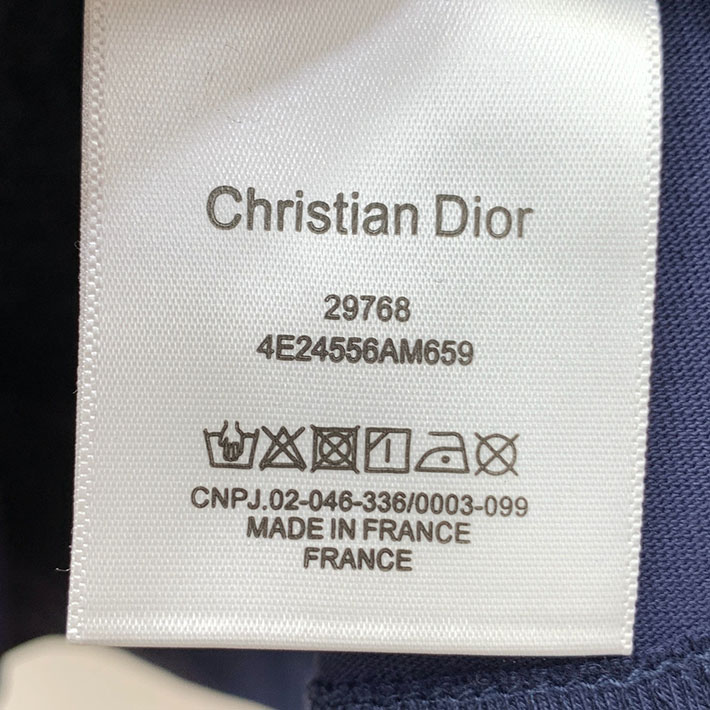 Christian Dior
29768
4E24556AM659
CNPJ.02-046-336/0003-099
MADE IN FRANCE
FRANCE